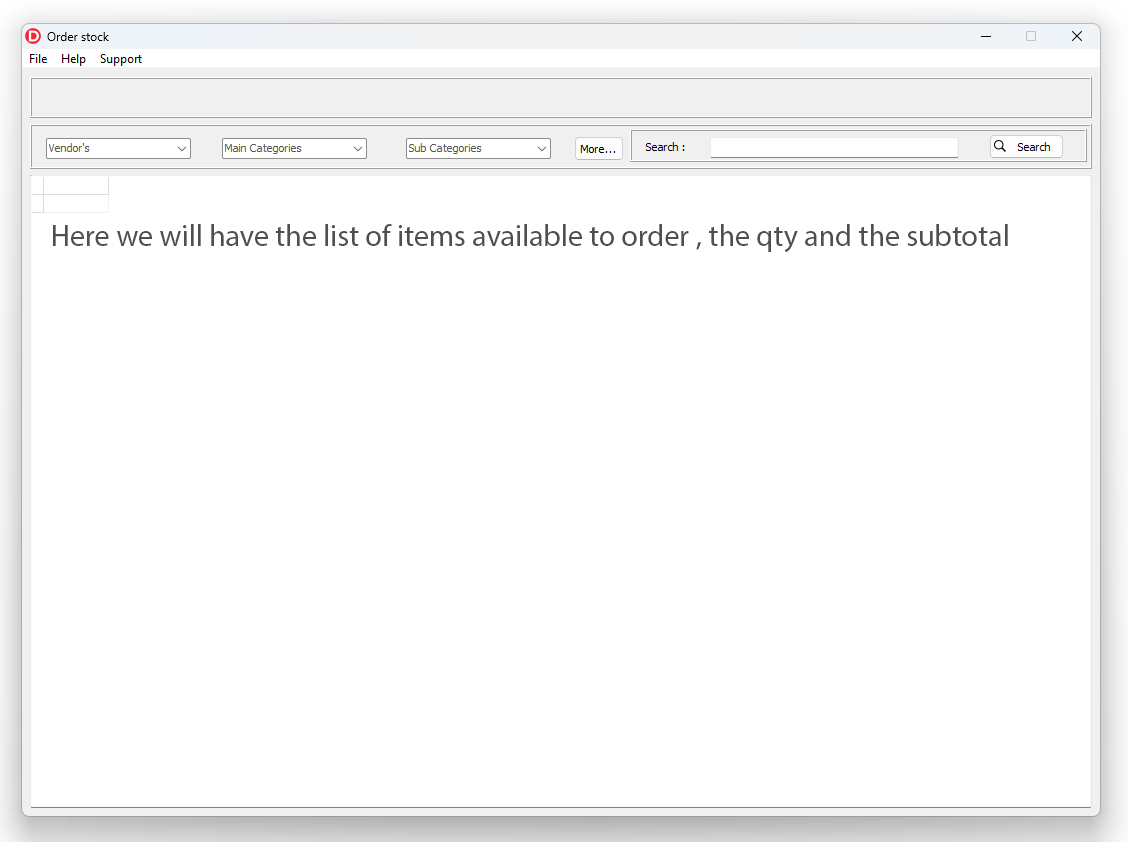 D Order stock
File Help Support
Vendor's Main Categories Sub Categories More... Search : Search
Here we will have the list of items available to order , the qty and the subtotal